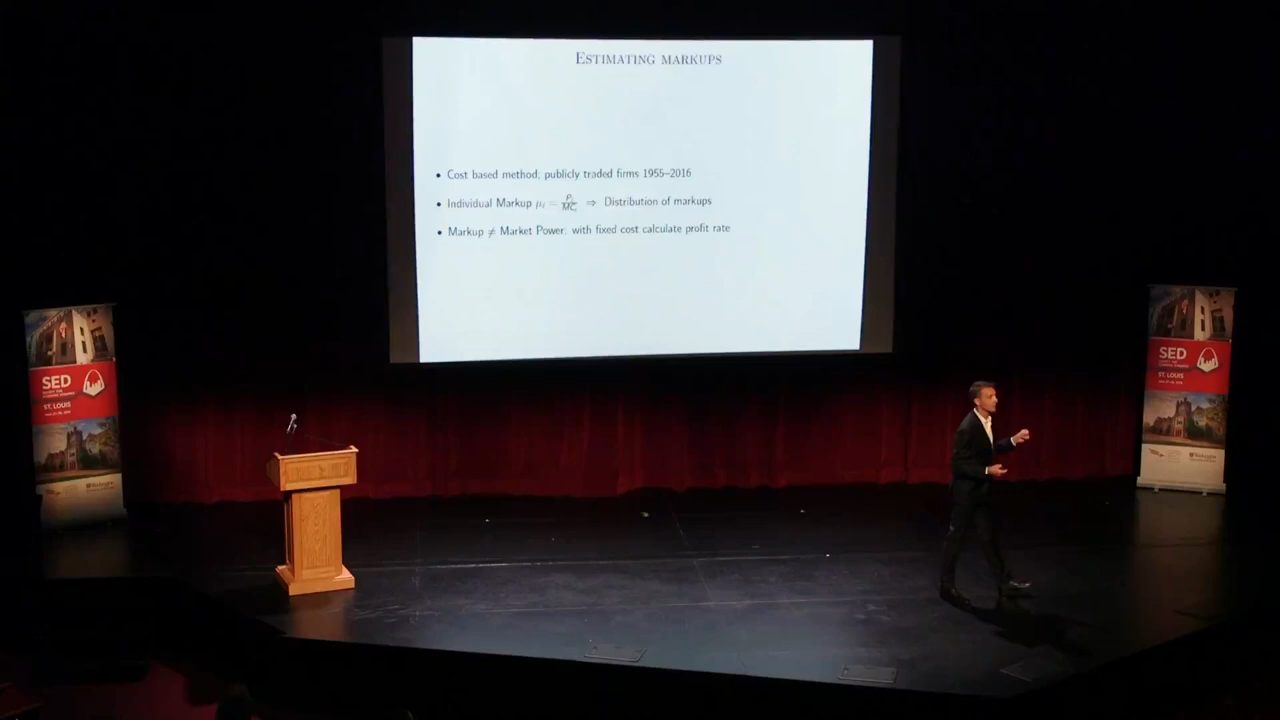 ESTIMATING MARKUPS
• Cost based method; publicly traded firms 1955–2016
• Individual Markup μᵢ = Pᵢ/MCᵢ ⇒ Distribution of markups
• Markup ≠ Market Power: with fixed cost calculate profit rate
SED
ST. LOUIS
SED
ST. LOUIS